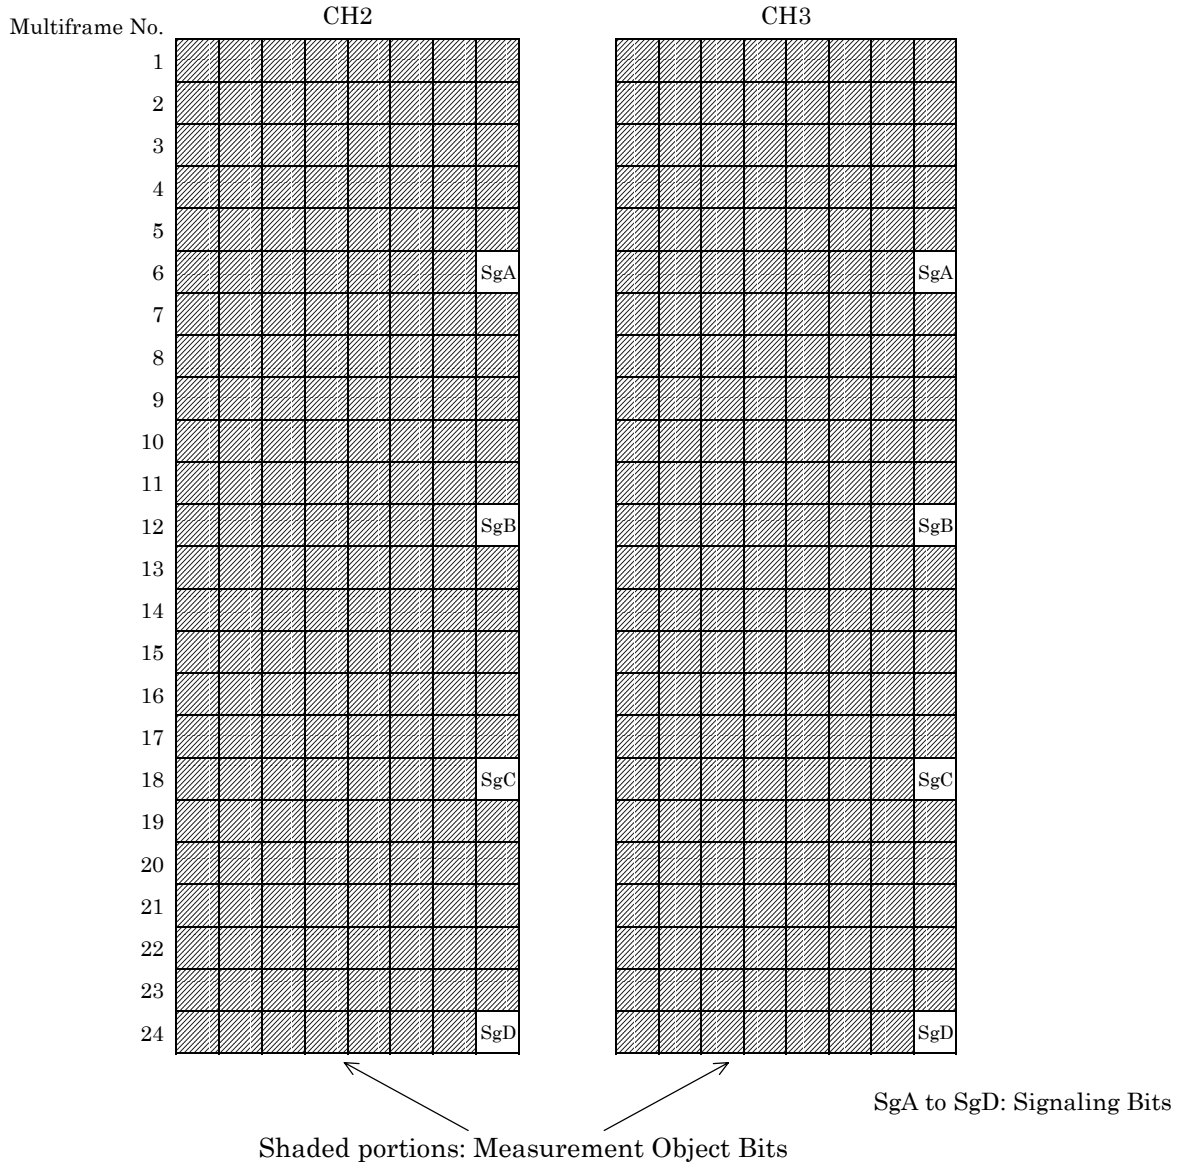 Multiframe No. CH2 CH3
1
2
3
4
5
6 SgA SgA
7
8
9
10
11
12 SgB SgB
13
14
15
16
17
18 SgC SgC
19
20
21
22
23
24 SgD SgD
SgA to SgD: Signaling Bits
Shaded portions: Measurement Object Bits